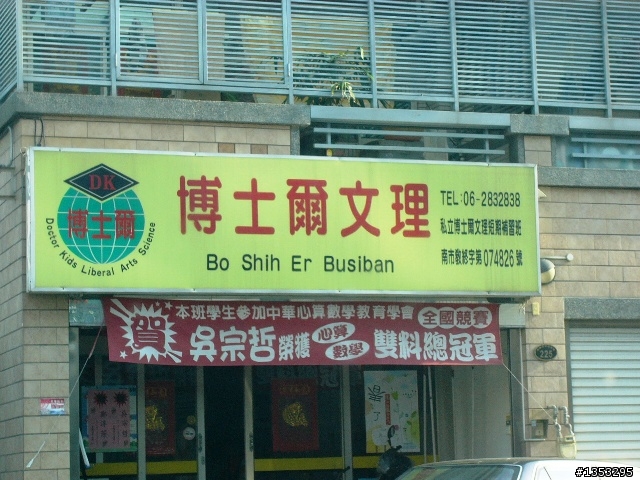 DK
博士爾
Doctor Kids Liberal Arts Science
博士爾文理
Bo Shih Er Busiban
TEL:06-2832838
私立博士爾文理短期補習班
南市教終字第074826號
賀
本班學生參加中華心算數學教育學會 全國競賽
吳宗哲榮獲 心算 數學 雙料總冠軍
225
#1353295